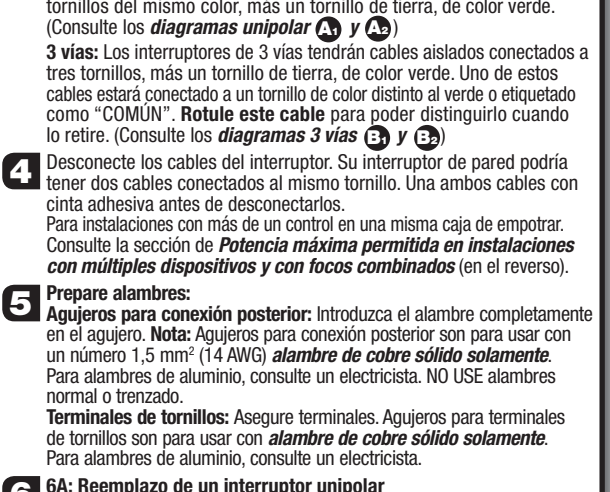 tornillos del mismo color, más un tornillo de tierra, de color verde.
(Consulte los diagramas unipolar A1 y A2)
3 vías: Los interruptores de 3 vías tendrán cables aislados conectados a
tres tornillos, más un tornillo de tierra, de color verde. Uno de estos
cables estará conectado a un tornillo de color distinto al verde o etiquetado
como “COMÚN”. Rotule este cable para poder distinguirlo cuando
lo retire. (Consulte los diagramas 3 vías B1 y B2)
4 Desconecte los cables del interruptor. Su interruptor de pared podría
tener dos cables conectados al mismo tornillo. Una ambos cables con
cinta adhesiva antes de desconectarlos.
Para instalaciones con más de un control en una misma caja de empotrar.
Consulte la sección de Potencia máxima permitida en instalaciones
con múltiples dispositivos y con focos combinados (en el reverso).
5 Prepare alambres:
Agujeros para conexión posterior: Introduzca el alambre completamente
en el agujero. Nota: Agujeros para conexión posterior son para usar con
un número 1,5 mm² (14 AWG) alambre de cobre sólido solamente.
Para alambres de aluminio, consulte un electricista. NO USE alambres
normal o trenzado.
Terminales de tornillos: Asegure terminales. Agujeros para terminales
de tornillos son para usar con alambre de cobre sólido solamente.
Para alambres de aluminio, consulte un electricista.
6 6A: Reemplazo de un interruptor unipolar